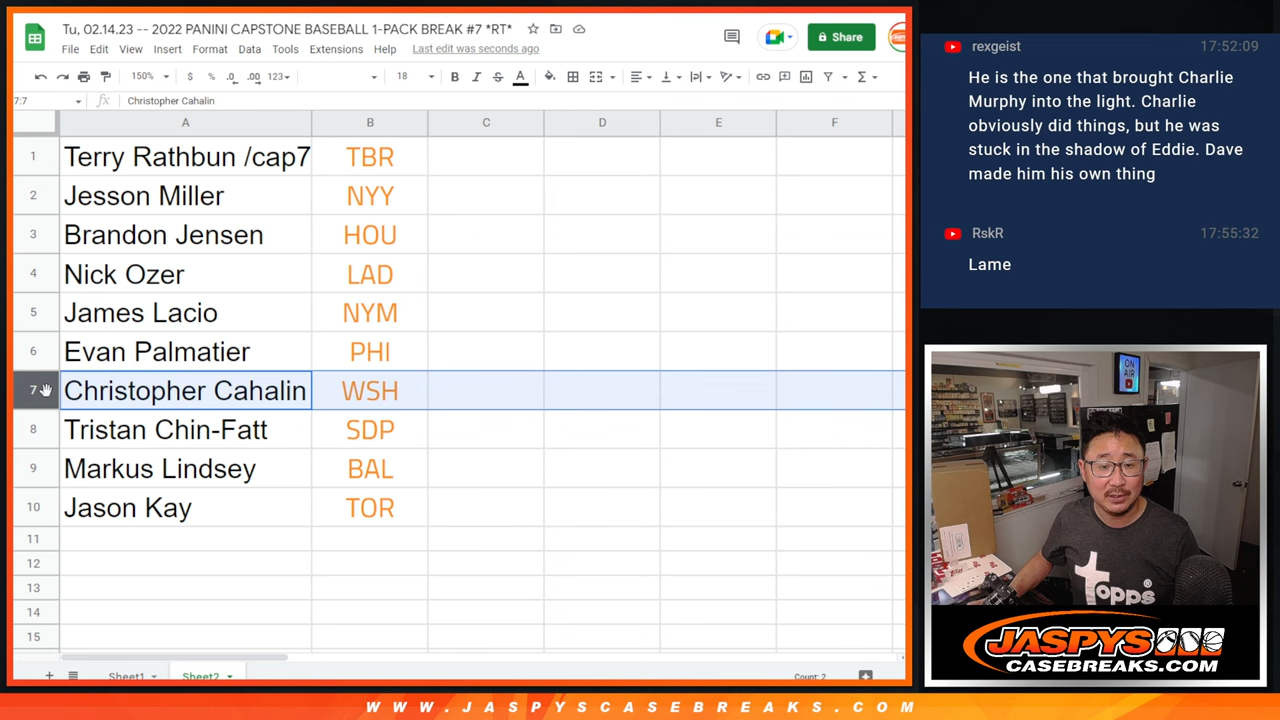 Tu, 02.14.23 -- 2022 PANINI CAPSTONE BASEBALL 1-PACK BREAK #7 *RT*
File Edit View Insert Format Data Tools Extensions Help Last edit was seconds ago
Share
150% $ % .0 .00 123 18 B I S A
7:7 fx Christopher Cahalin
A B C D E F
1 Terry Rathbun /cap7 TBR
2 Jesson Miller NYY
3 Brandon Jensen HOU
4 Nick Ozer LAD
5 James Lacio NYM
6 Evan Palmatier PHI
7 Christopher Cahalin WSH
8 Tristan Chin-Fatt SDP
9 Markus Lindsey BAL
10 Jason Kay TOR
11
12
13
14
15
Sheet1 Sheet2 Count: 2
rexgeist 17:52:09
He is the one that brought Charlie
Murphy into the light. Charlie
obviously did things, but he was
stuck in the shadow of Eddie. Dave
made him his own thing
RskR 17:55:32
Lame
ON
AIR
topps
JASPYS
CASEBREAKS.COM
WWW.JASPYSCASEBREAKS.COM